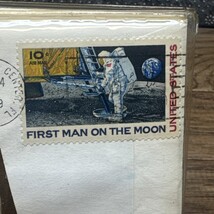 10¢
AIR MAIL
UNITED STATES
FIRST MAN ON THE MOON